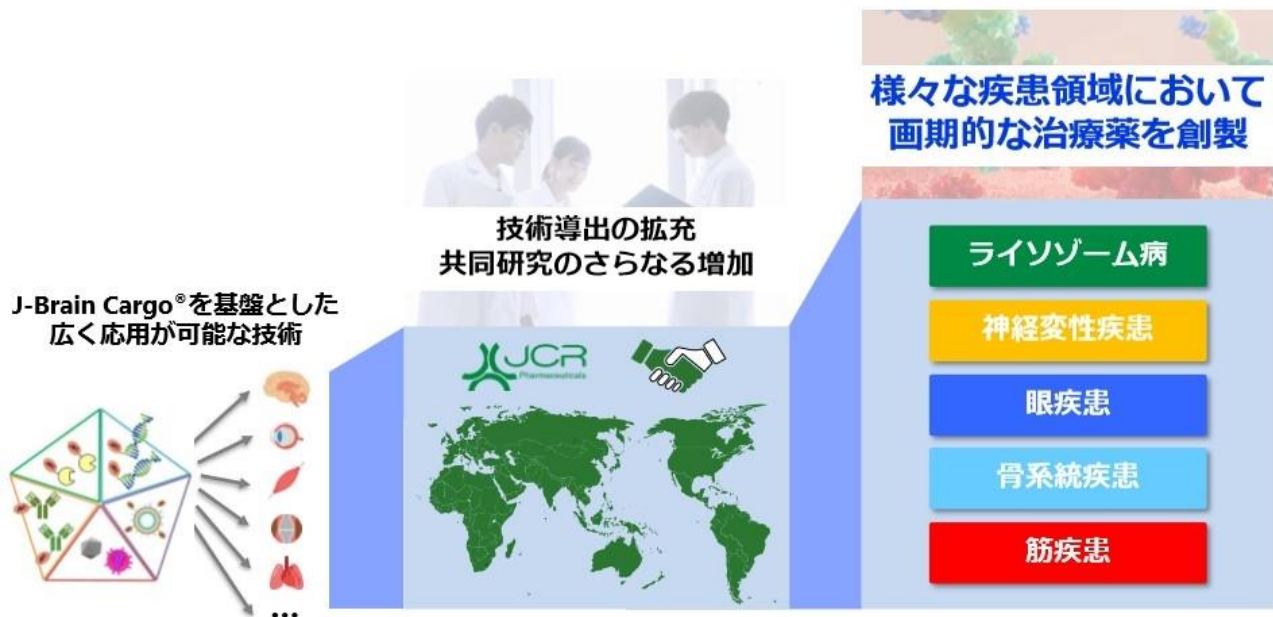 J-Brain Cargo®を基盤とした
広く応用が可能な技術
...
技術導出の拡充
共同研究のさらなる増加
JCR
Pharmaceuticals
様々な疾患領域において
画期的な治療薬を創製
ライソゾーム病
神経変性疾患
眼疾患
骨系統疾患
筋疾患